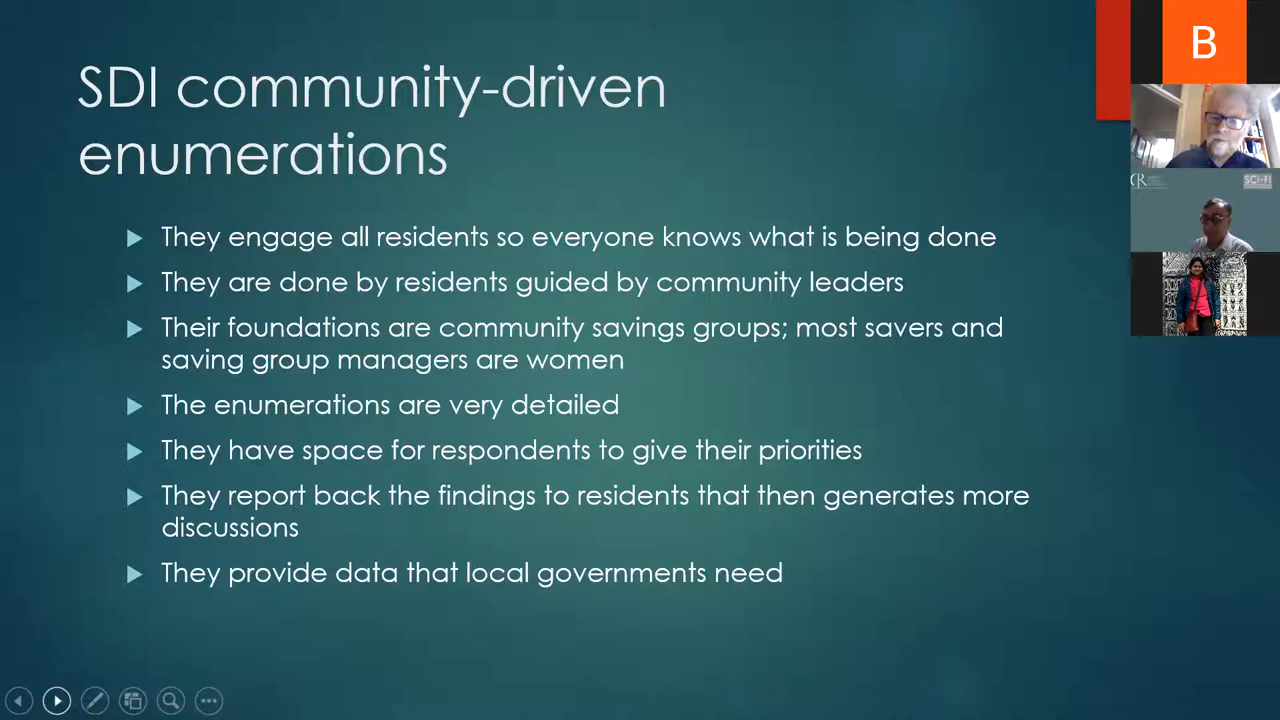 SDI community-driven
enumerations
They engage all residents so everyone knows what is being done
They are done by residents guided by community leaders
Their foundations are community savings groups; most savers and
saving group managers are women
The enumerations are very detailed
They have space for respondents to give their priorities
They report back the findings to residents that then generates more
discussions
They provide data that local governments need
B
SCI-FI